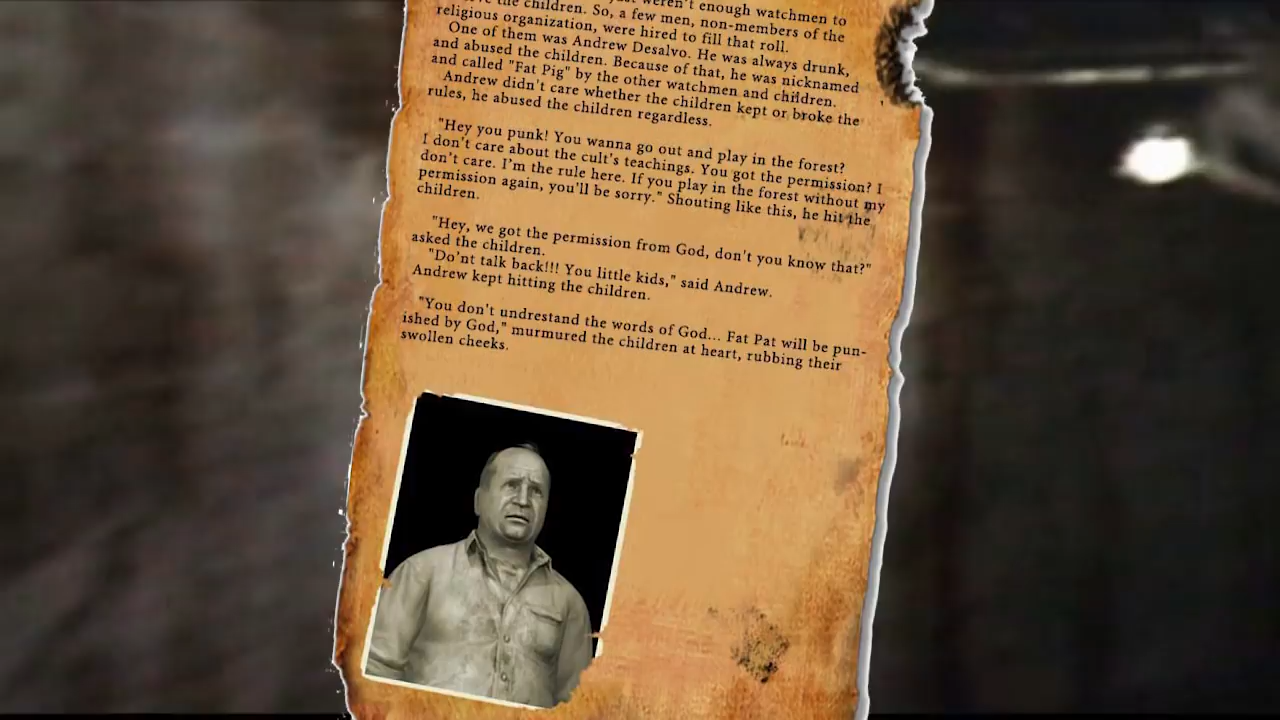 just weren't enough watchmen to
the children. So, a few men, non-members of the
religious organization, were hired to fill that roll.
One of them was Andrew Desalvo. He was always drunk,
and abused the children. Because of that, he was nicknamed
and called "Fat Pig" by the other watchmen and children.
Andrew didn't care whether the children kept or broke the
rules, he abused the children regardless.
"Hey you punk! You wanna go out and play in the forest?
I don't care about the cult's teachings. You got the permission? I
don't care. I'm the rule here. If you play in the forest without my
permission again, you'll be sorry." Shouting like this, he hit the
children.
"Hey, we got the permission from God, don't you know that?"
asked the children.
"Do'nt talk back!!! You little kids," said Andrew.
Andrew kept hitting the children.
"You don't undrestand the words of God... Fat Pat will be pun-
ished by God," murmured the children at heart, rubbing their
swollen cheeks.